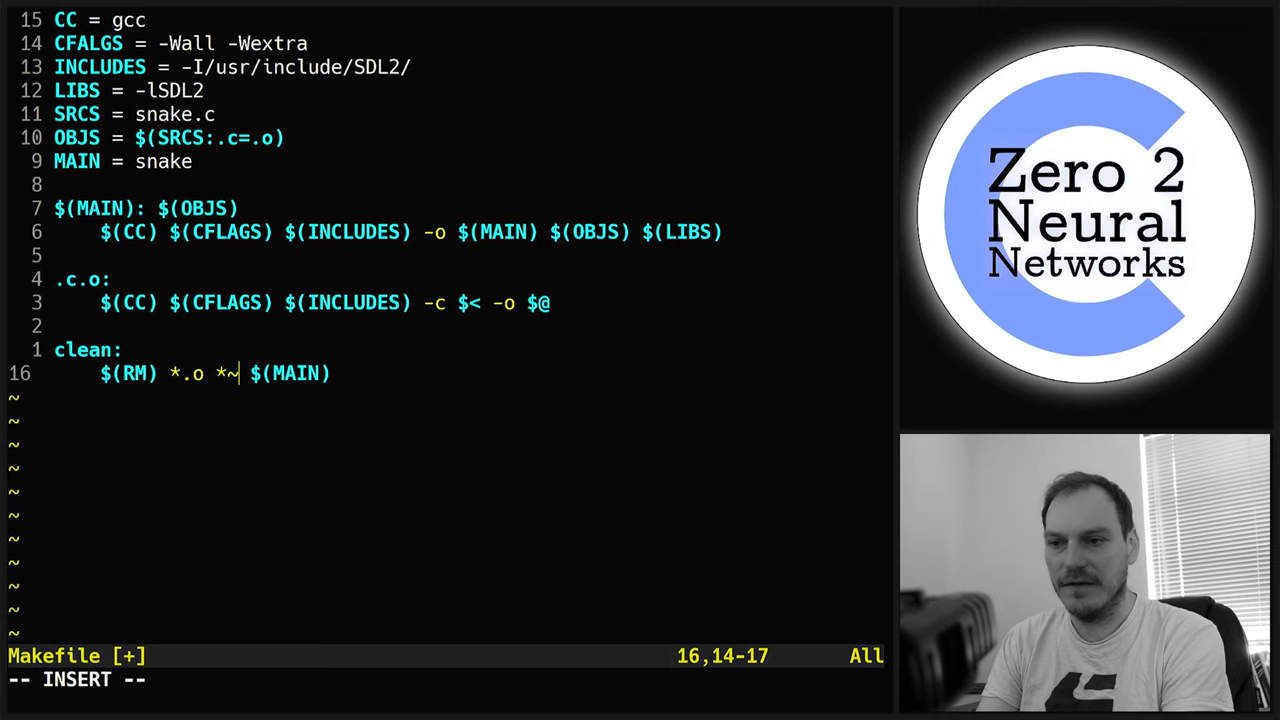 15 CC = gcc
14 CFALGS = -Wall -Wextra
13 INCLUDES = -I/usr/include/SDL2/
12 LIBS = -lSDL2
11 SRCS = snake.c
10 OBJS = $(SRCS:.c=.o)
9 MAIN = snake
8
7 $(MAIN): $(OBJS)
6 $(CC) $(CFLAGS) $(INCLUDES) -o $(MAIN) $(OBJS) $(LIBS)
5
4 .c.o:
3 $(CC) $(CFLAGS) $(INCLUDES) -c $< -o $@
2
1 clean:
16 $(RM) *.o *~ $(MAIN)
~
~
~
~
~
~
~
~
~
~
~
Makefile [+] 16,14-17 All
-- INSERT --
Zero 2
Neural
Networks